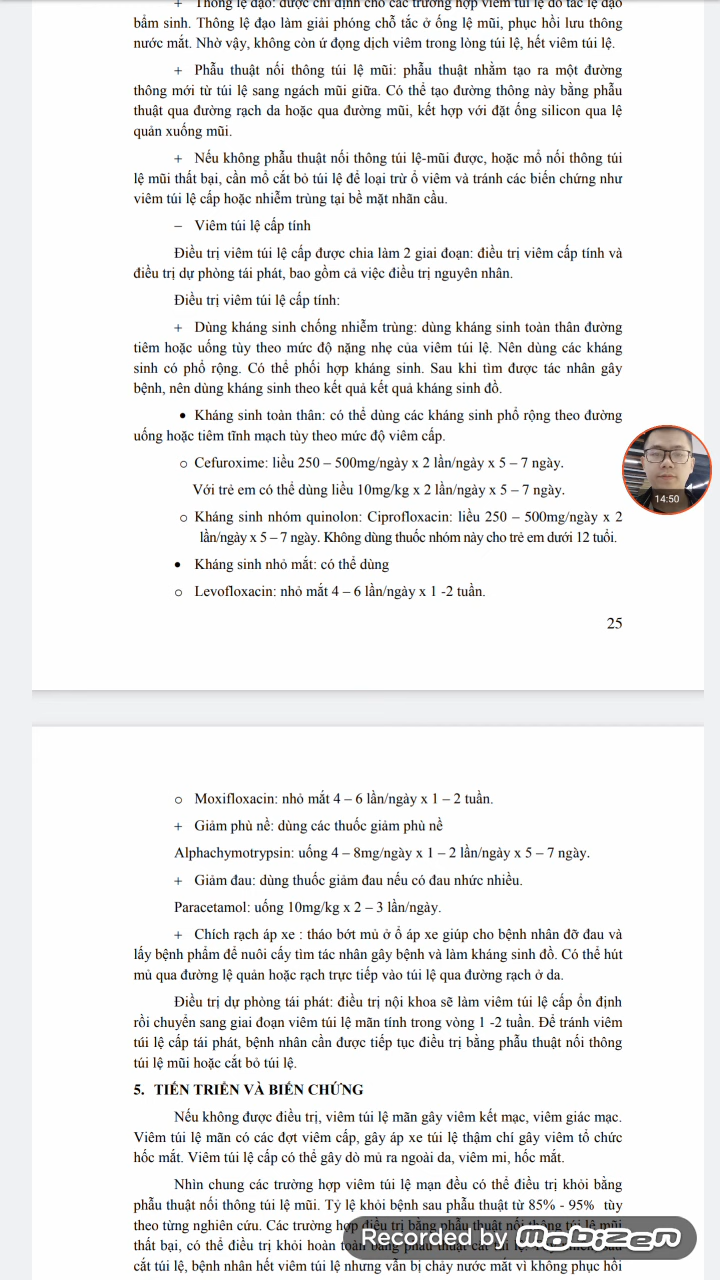 + Thông lệ đạo: được chỉ định cho các trường hợp viêm túi lệ do tắc lệ đạo
bẩm sinh. Thông lệ đạo làm giải phóng chỗ tắc ở ống lệ mũi, phục hồi lưu thông
nước mắt. Nhờ vậy, không còn ứ đọng dịch viêm trong lòng túi lệ, hết viêm túi lệ.
+ Phẫu thuật nối thông túi lệ mũi: phẫu thuật nhằm tạo ra một đường
thông mới từ túi lệ sang ngách mũi giữa. Có thể tạo đường thông này bằng phẫu
thuật qua đường rạch da hoặc qua đường mũi, kết hợp với đặt ống silicon qua lệ
quản xuống mũi.
+ Nếu không phẫu thuật nối thông túi lệ-mũi được, hoặc mổ nối thông túi
lệ mũi thất bại, cần mổ cắt bỏ túi lệ để loại trừ ổ viêm và tránh các biến chứng như
viêm túi lệ cấp hoặc nhiễm trùng tại bề mặt nhãn cầu.
– Viêm túi lệ cấp tính
Điều trị viêm túi lệ cấp được chia làm 2 giai đoạn: điều trị viêm cấp tính và
điều trị dự phòng tái phát, bao gồm cả việc điều trị nguyên nhân.
Điều trị viêm túi lệ cấp tính:
+ Dùng kháng sinh chống nhiễm trùng: dùng kháng sinh toàn thân đường
tiêm hoặc uống tùy theo mức độ nặng nhẹ của viêm túi lệ. Nên dùng các kháng
sinh có phổ rộng. Có thể phối hợp kháng sinh. Sau khi tìm được tác nhân gây
bệnh, nên dùng kháng sinh theo kết quả kết quả kháng sinh đồ.
• Kháng sinh toàn thân: có thể dùng các kháng sinh phổ rộng theo đường
uống hoặc tiêm tĩnh mạch tùy theo mức độ viêm cấp.
o Cefuroxime: liều 250 – 500mg/ngày x 2 lần/ngày x 5 – 7 ngày.
Với trẻ em có thể dùng liều 10mg/kg x 2 lần/ngày x 5 – 7 ngày.
14:50
o Kháng sinh nhóm quinolon: Ciprofloxacin: liều 250 – 500mg/ngày x 2
lần/ngày x 5 – 7 ngày. Không dùng thuốc nhóm này cho trẻ em dưới 12 tuổi.
• Kháng sinh nhỏ mắt: có thể dùng
o Levofloxacin: nhỏ mắt 4 – 6 lần/ngày x 1 -2 tuần.
25
o Moxifloxacin: nhỏ mắt 4 – 6 lần/ngày x 1 – 2 tuần.
+ Giảm phù nề: dùng các thuốc giảm phù nề
Alphachymotrypsin: uống 4 – 8mg/ngày x 1 – 2 lần/ngày x 5 – 7 ngày.
+ Giảm đau: dùng thuốc giảm đau nếu có đau nhức nhiều.
Paracetamol: uống 10mg/kg x 2 – 3 lần/ngày.
+ Chích rạch áp xe : tháo bớt mủ ở ổ áp xe giúp cho bệnh nhân đỡ đau và
lấy bệnh phẩm để nuôi cấy tìm tác nhân gây bệnh và làm kháng sinh đồ. Có thể hút
mủ qua đường lệ quản hoặc rạch trực tiếp vào túi lệ qua đường rạch ở da.
Điều trị dự phòng tái phát: điều trị nội khoa sẽ làm viêm túi lệ cấp ổn định
rồi chuyển sang giai đoạn viêm túi lệ mãn tính trong vòng 1 -2 tuần. Để tránh viêm
túi lệ cấp tái phát, bệnh nhân cần được tiếp tục điều trị bằng phẫu thuật nối thông
túi lệ mũi hoặc cắt bỏ túi lệ.
5. TIẾN TRIỂN VÀ BIẾN CHỨNG
Nếu không được điều trị, viêm túi lệ mãn gây viêm kết mạc, viêm giác mạc.
Viêm túi lệ mãn có các đợt viêm cấp, gây áp xe túi lệ thậm chí gây viêm tổ chức
hốc mắt. Viêm túi lệ cấp có thể gây dò mủ ra ngoài da, viêm mi, hốc mắt.
Nhìn chung các trường hợp viêm túi lệ mạn đều có thể điều trị khỏi bằng
phẫu thuật nối thông túi lệ mũi. Tỷ lệ khỏi bệnh sau phẫu thuật từ 85% - 95% tùy
theo từng nghiên cứu. Các trường hợp điều trị bằng phẫu thuật nối thông túi lệ mũi
thất bại, có thể điều trị khỏi hoàn toàn bằng phẫu thuật cắt túi lệ.
cắt túi lệ, bệnh nhân hết viêm túi lệ nhưng vẫn bị chảy nước mắt vì không phục hồi
Recorded by Mobizen